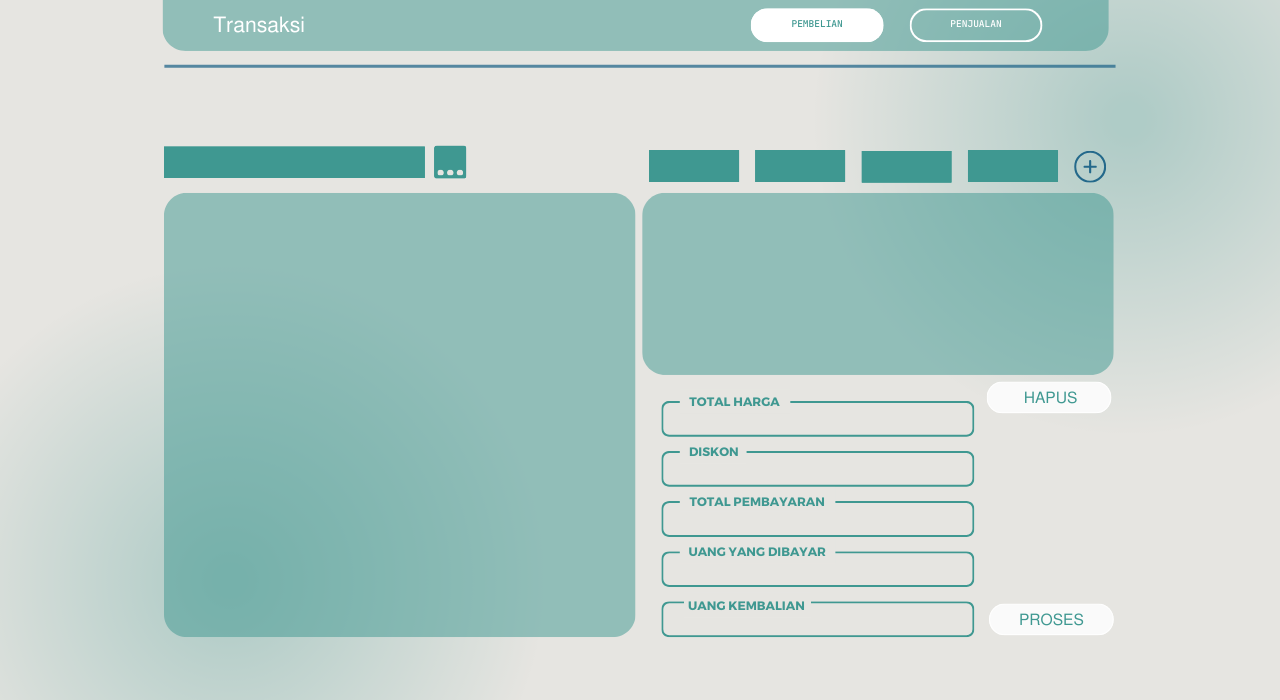 Transaksi
PEMBELIAN
PENJUALAN
HAPUS
TOTAL HARGA
DISKON
TOTAL PEMBAYARAN
UANG YANG DIBAYAR
UANG KEMBALIAN
PROSES